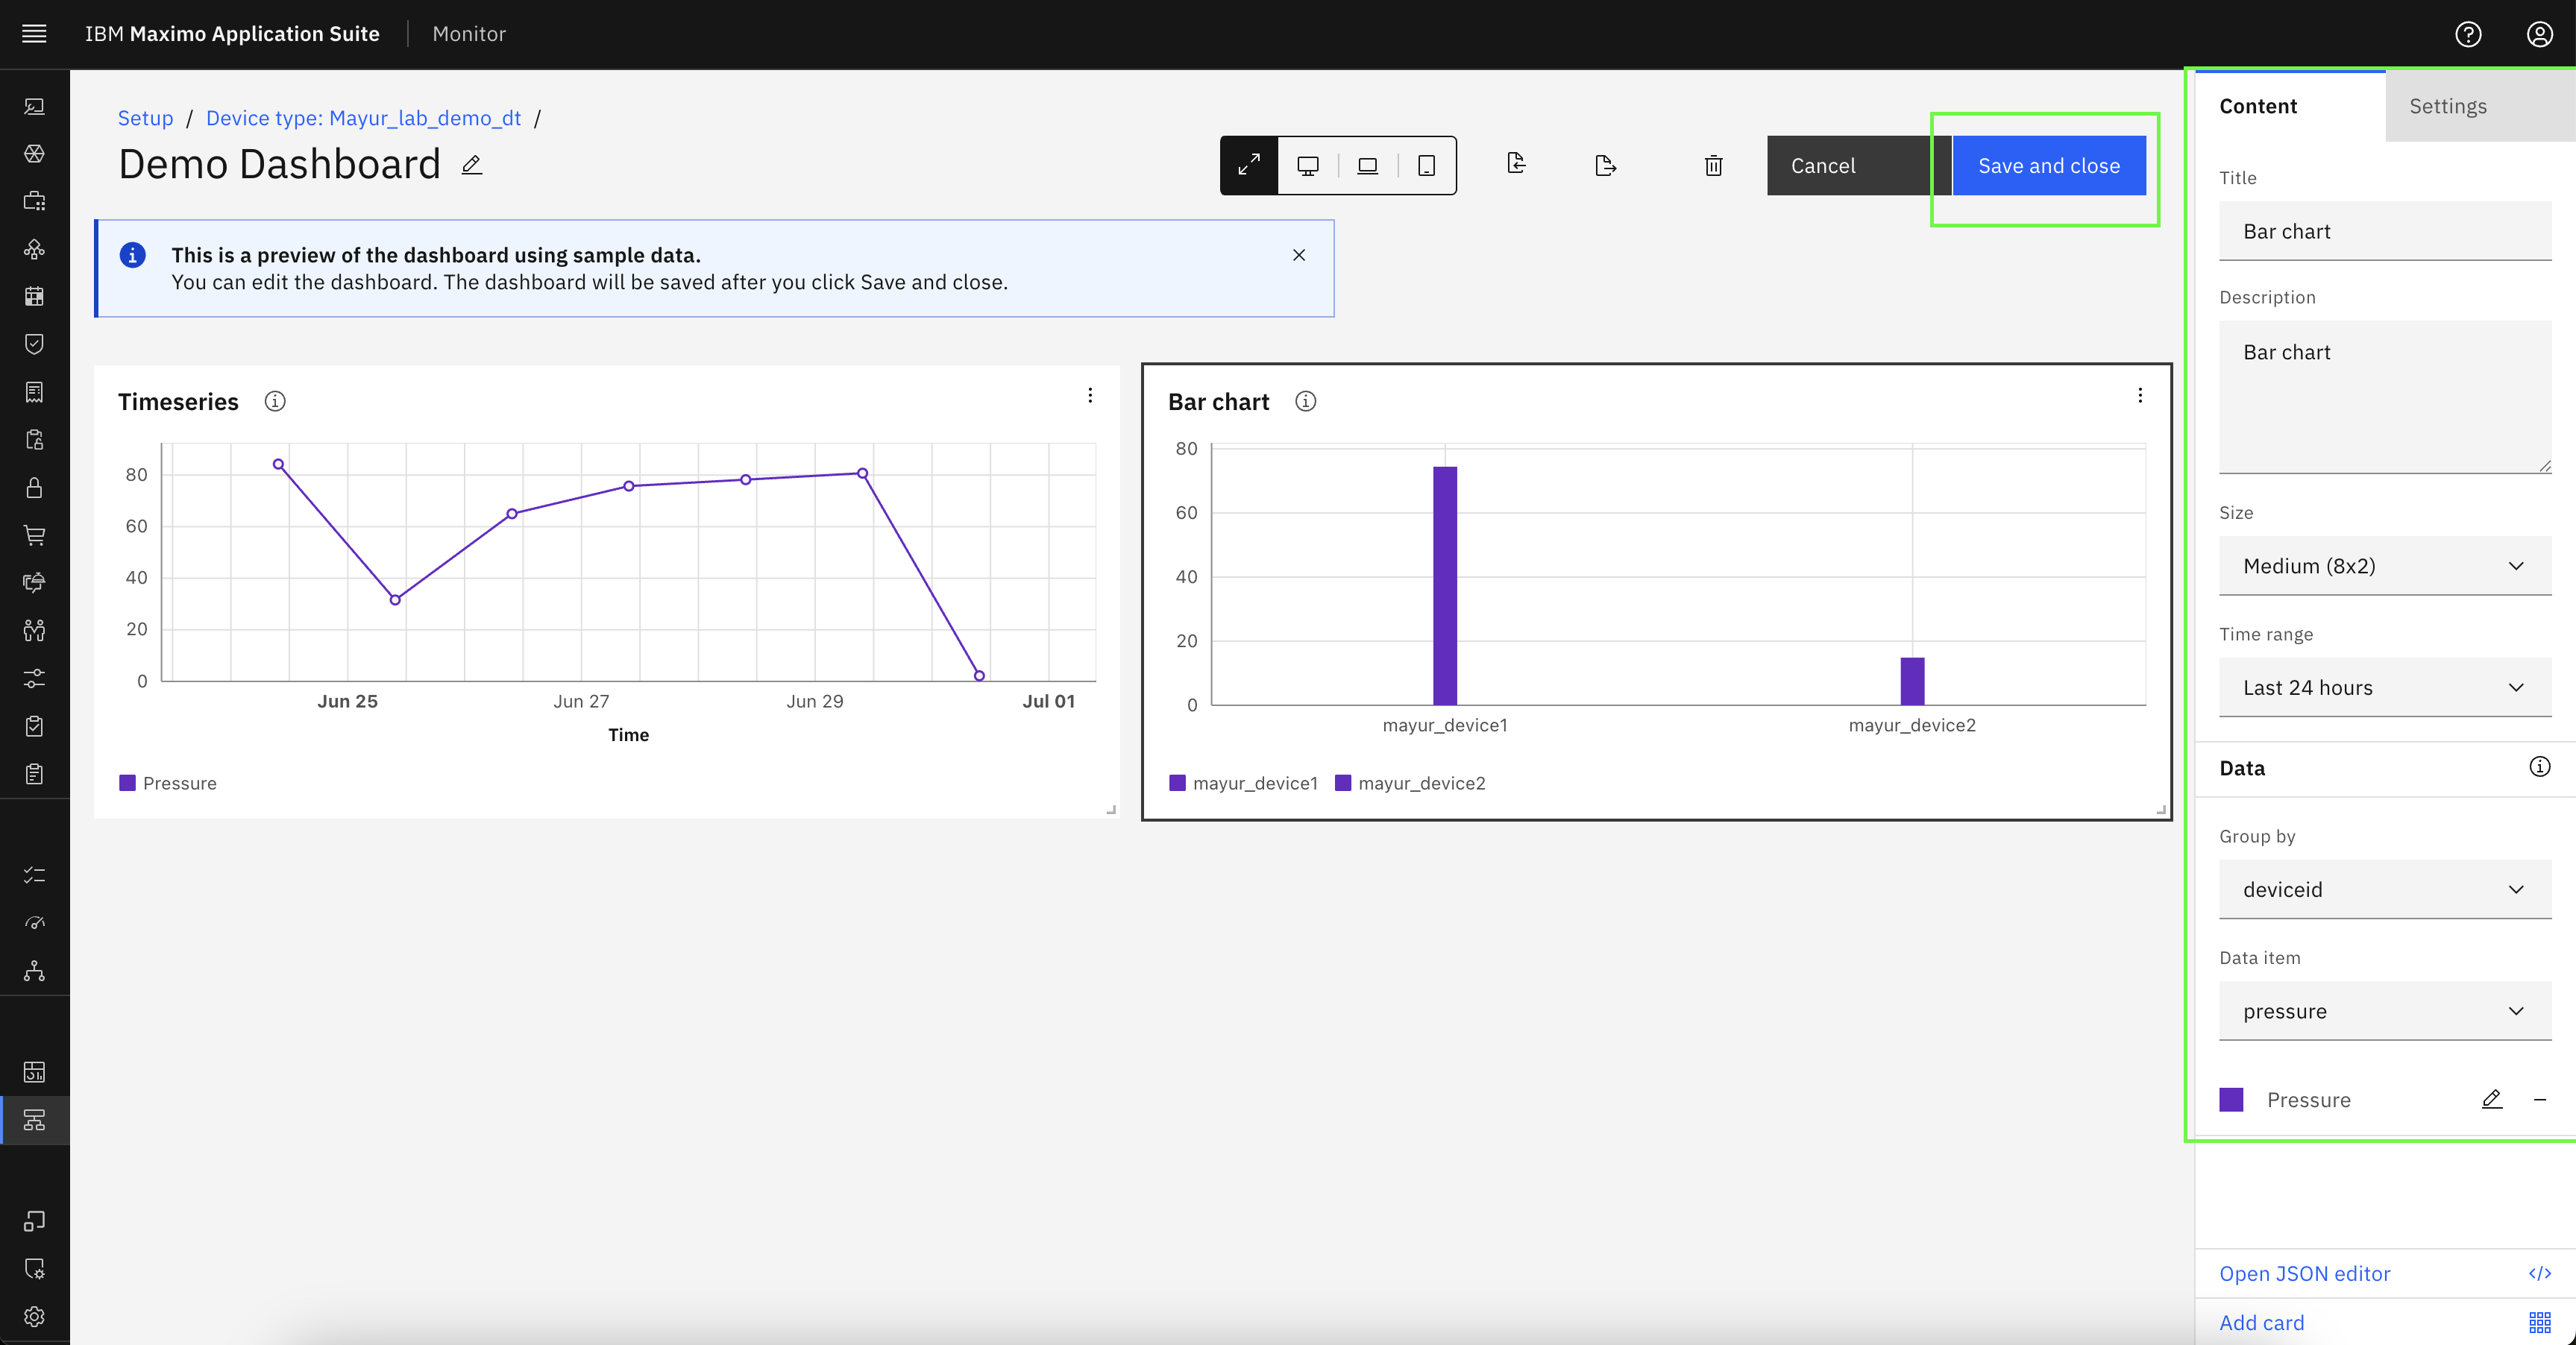 IBM Maximo Application Suite
Monitor
Setup / Device type: Mayur_lab_demo_dt /
Demo Dashboard
Cancel
Save and close
This is a preview of the dashboard using sample data.
You can edit the dashboard. The dashboard will be saved after you click Save and close.
Timeseries
80
60
40
20
0
Jun 25
Jun 27
Jun 29
Jul 01
Time
Pressure
Bar chart
80
60
40
20
0
mayur_device1
mayur_device2
mayur_device1
mayur_device2
Content
Settings
Title
Bar chart
Description
Bar chart
Size
Medium (8x2)
Time range
Last 24 hours
Data
Group by
deviceid
Data item
pressure
Pressure
Open JSON editor
Add card